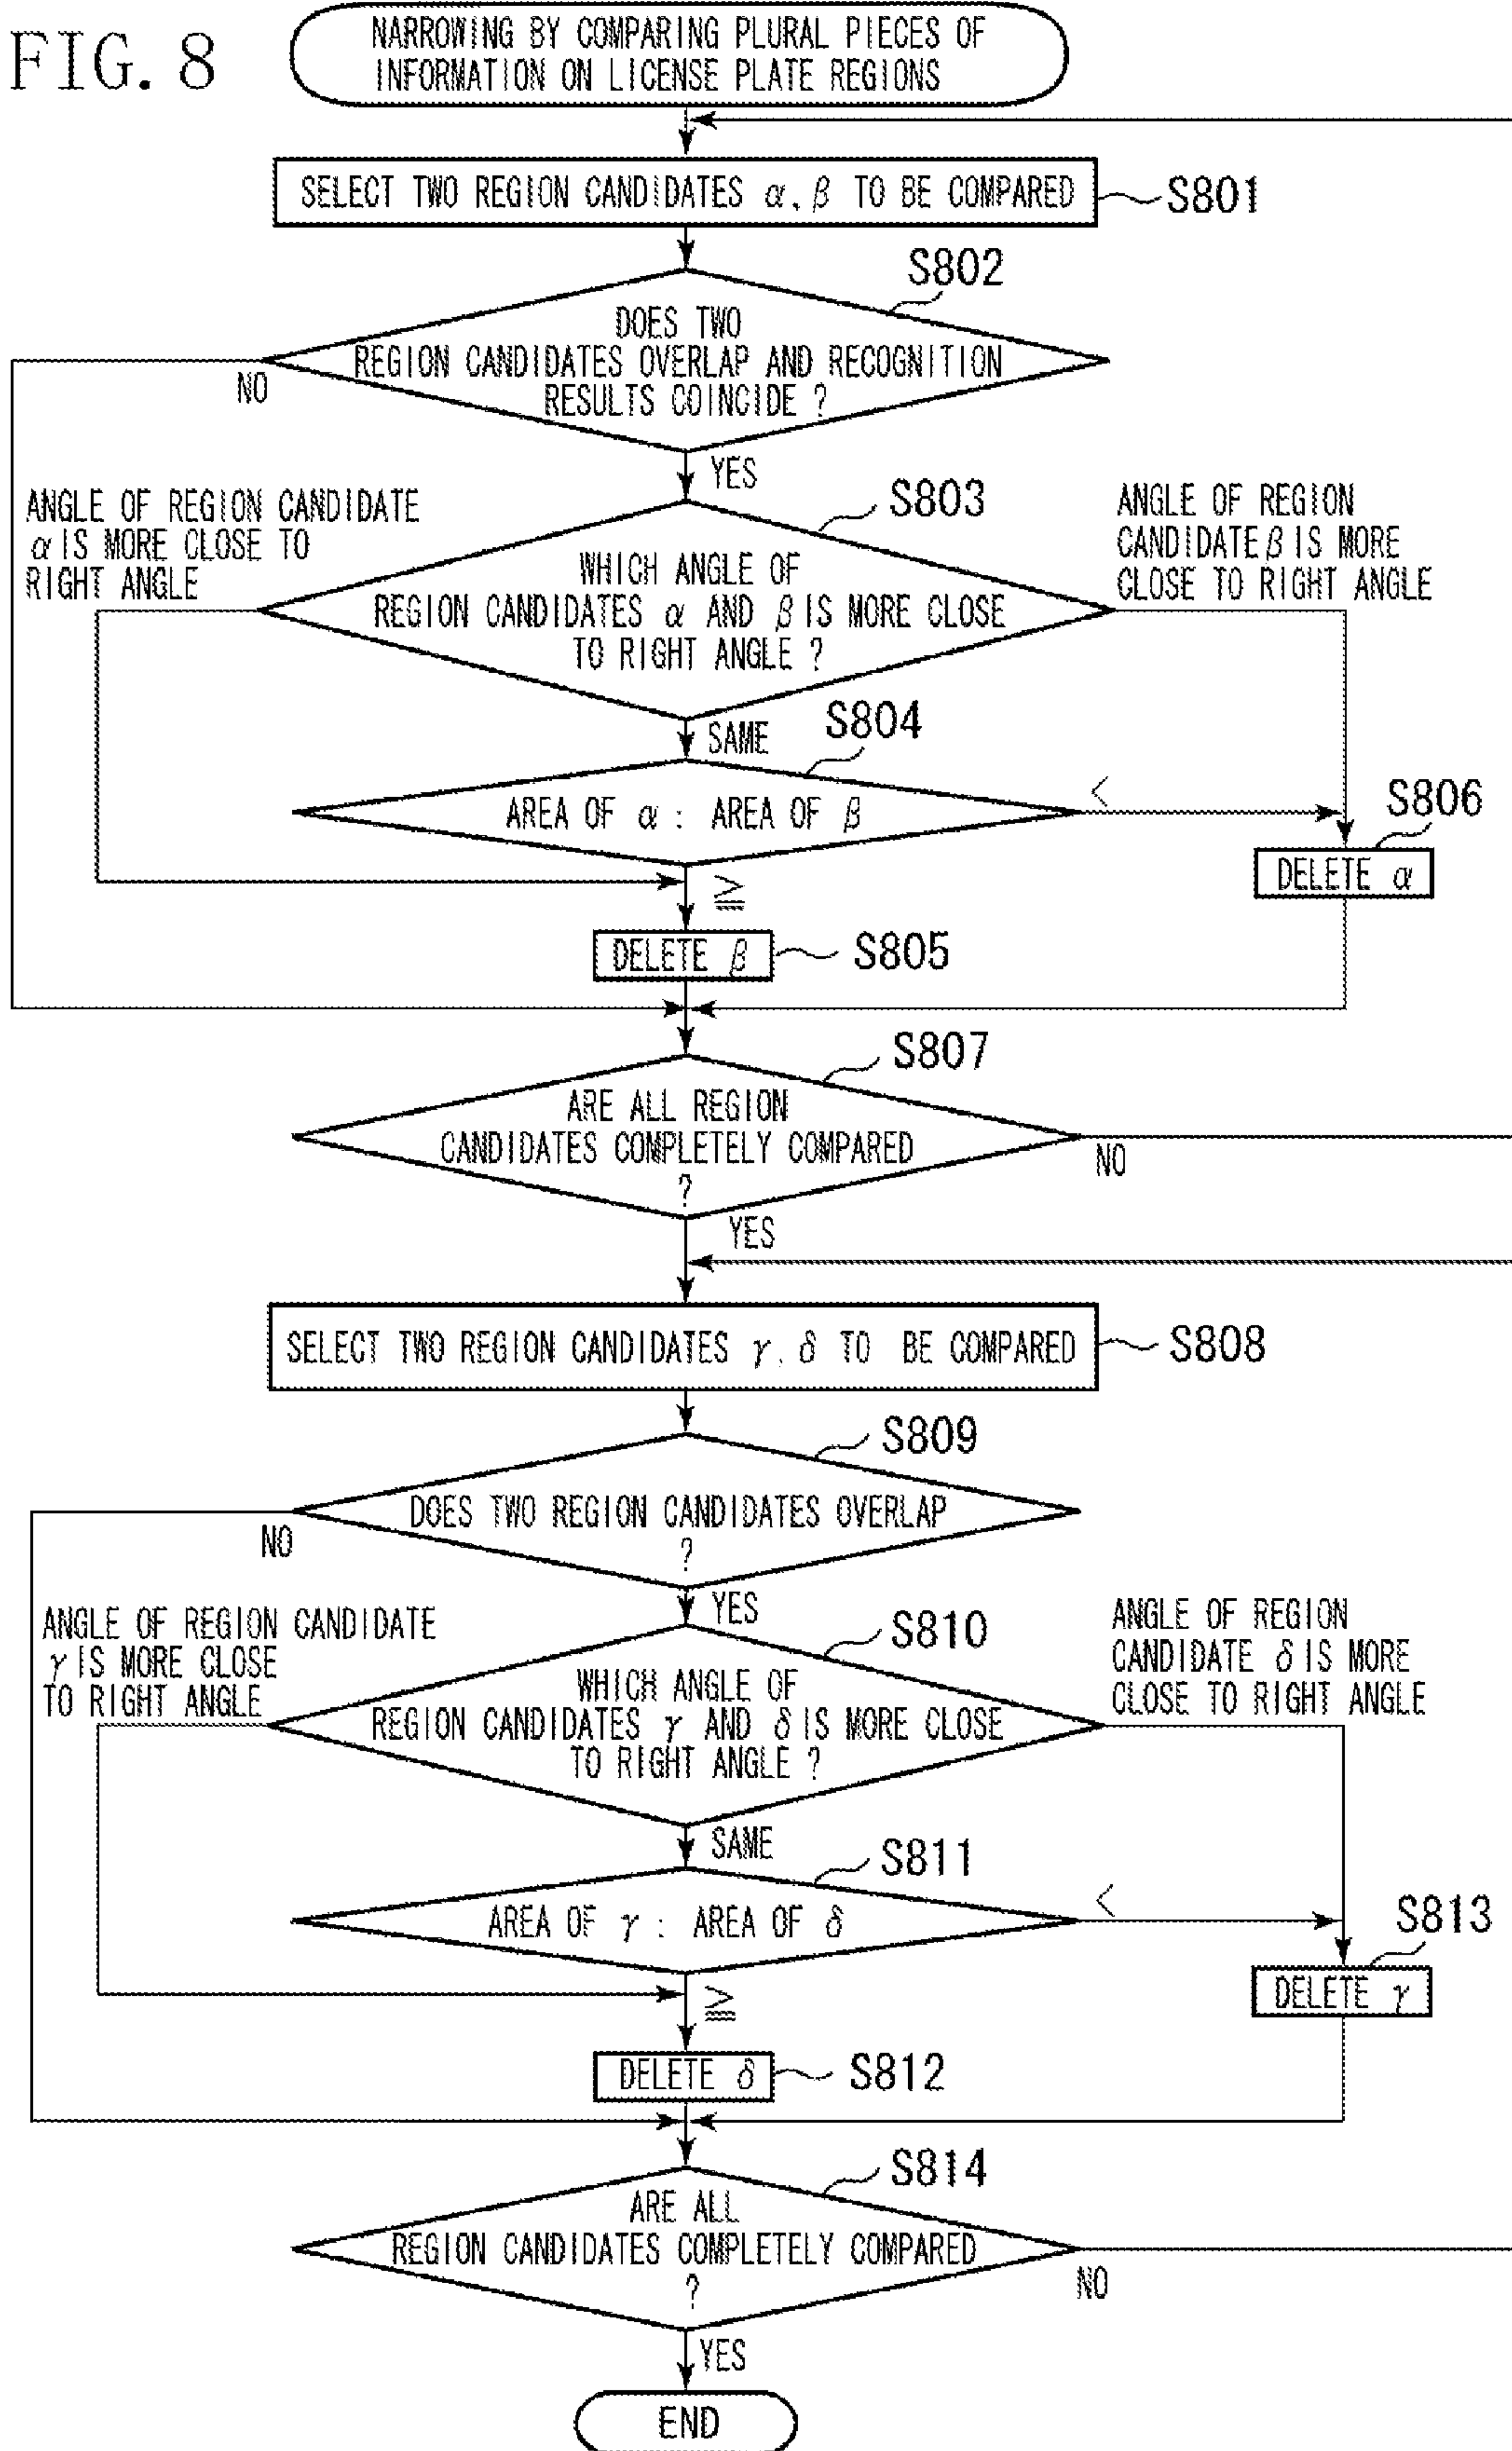 FIG. 8
NARROWING BY COMPARING PLURAL PIECES OF
INFORMATION ON LICENSE PLATE REGIONS
SELECT TWO REGION CANDIDATES α, β TO BE COMPARED
S801
S802
DOES TWO
REGION CANDIDATES OVERLAP AND RECOGNITION
RESULTS COINCIDE ?
NO
YES
S803
ANGLE OF REGION CANDIDATE
α IS MORE CLOSE TO
RIGHT ANGLE
ANGLE OF REGION
CANDIDATE β IS MORE
CLOSE TO RIGHT ANGLE
WHICH ANGLE OF
REGION CANDIDATES α AND β IS MORE CLOSE
TO RIGHT ANGLE ?
SAME
S804
AREA OF α : AREA OF β
<
S806
DELETE α
≧
DELETE β
S805
S807
ARE ALL REGION
CANDIDATES COMPLETELY COMPARED
?
NO
YES
SELECT TWO REGION CANDIDATES γ, δ TO BE COMPARED
S808
S809
DOES TWO REGION CANDIDATES OVERLAP
?
NO
YES
S810
ANGLE OF REGION CANDIDATE
γ IS MORE CLOSE
TO RIGHT ANGLE
ANGLE OF REGION
CANDIDATE δ IS MORE
CLOSE TO RIGHT ANGLE
WHICH ANGLE OF
REGION CANDIDATES γ AND δ IS MORE CLOSE
TO RIGHT ANGLE ?
SAME
S811
AREA OF γ : AREA OF δ
<
S813
DELETE γ
≧
DELETE δ
S812
S814
ARE ALL
REGION CANDIDATES COMPLETELY COMPARED
?
NO
YES
END